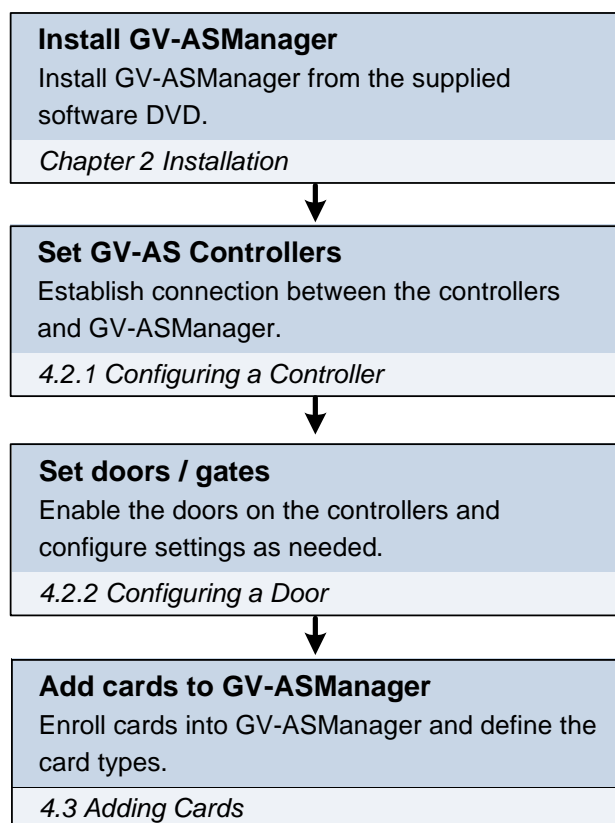 Install GV-ASManager
Install GV-ASManager from the supplied
software DVD.
Chapter 2 Installation
Set GV-AS Controllers
Establish connection between the controllers
and GV-ASManager.
4.2.1 Configuring a Controller
Set doors / gates
Enable the doors on the controllers and
configure settings as needed.
4.2.2 Configuring a Door
Add cards to GV-ASManager
Enroll cards into GV-ASManager and define the
card types.
4.3 Adding Cards